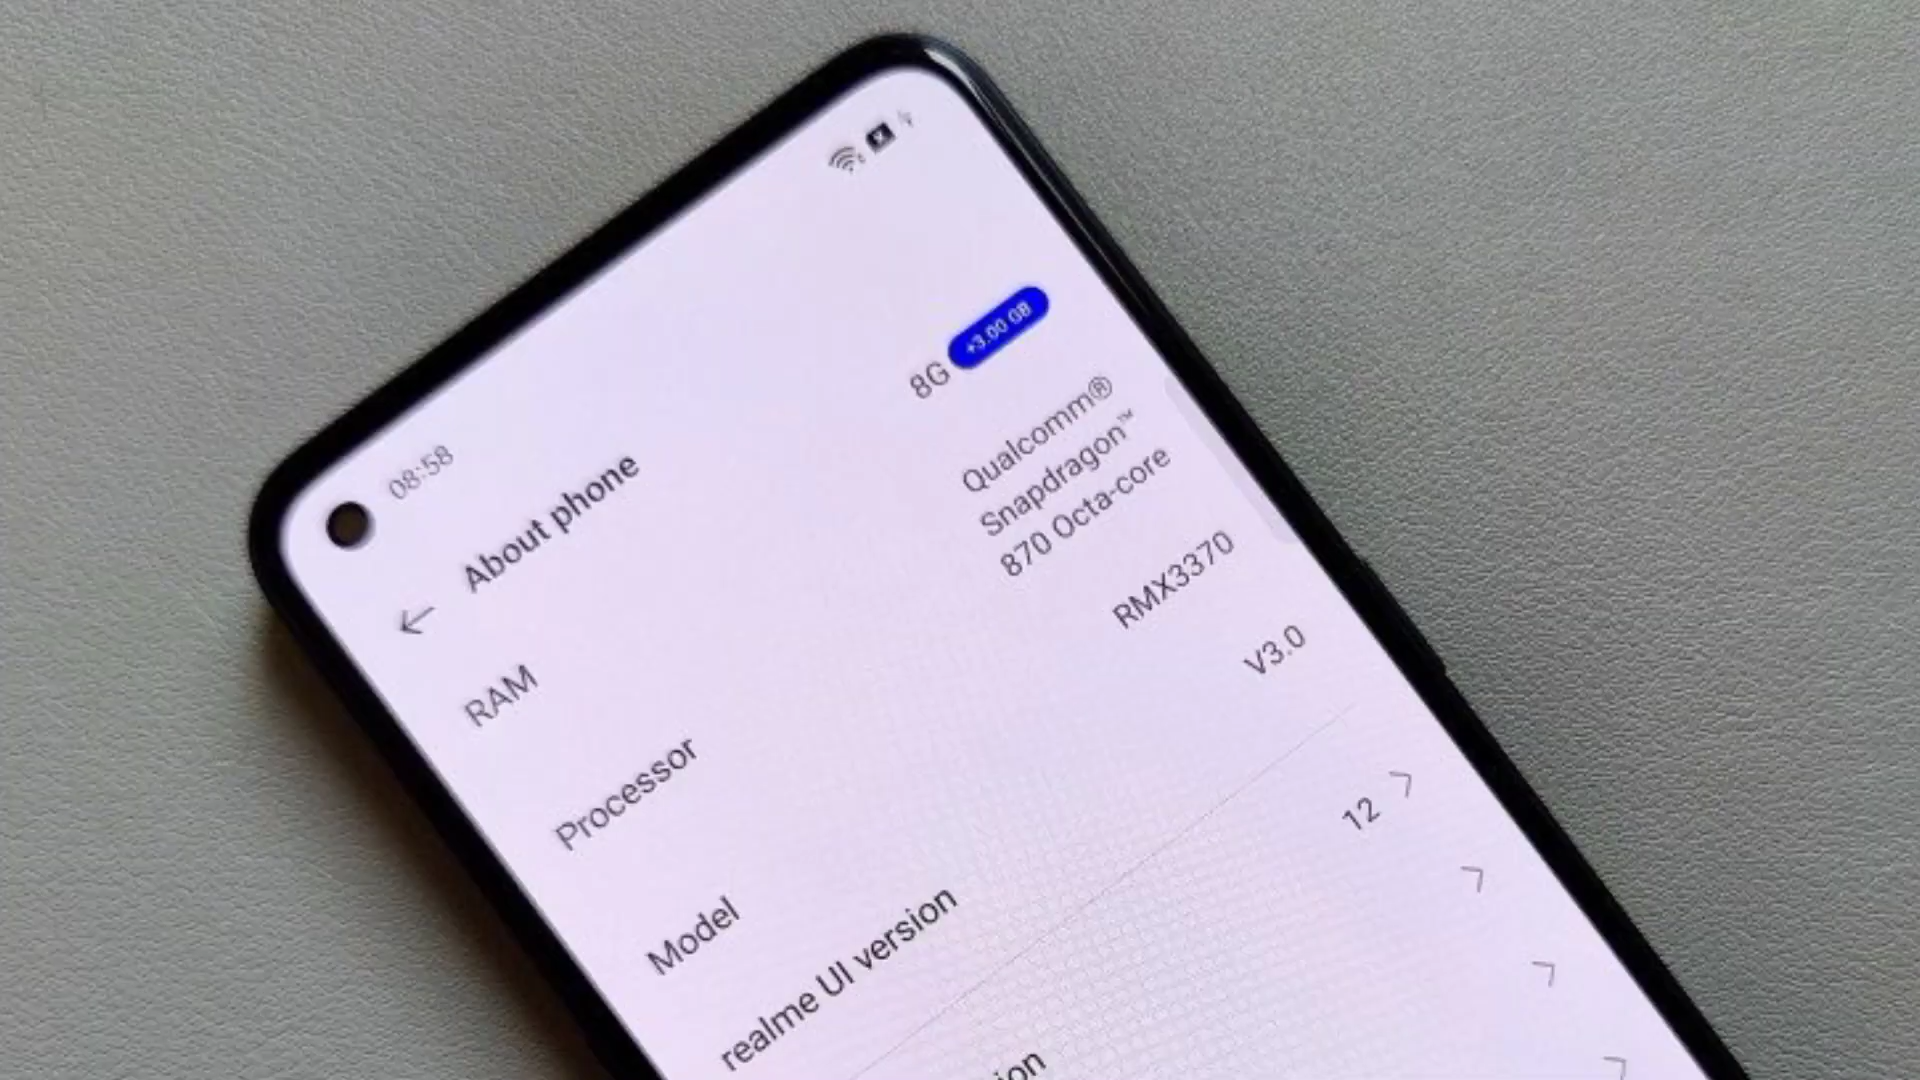 08:58
About phone
RAM
8G +3.00 GB
Processor
Qualcomm®
Snapdragon™
870 Octa-core
Model
RMX3370
realme UI version
V3.0
12